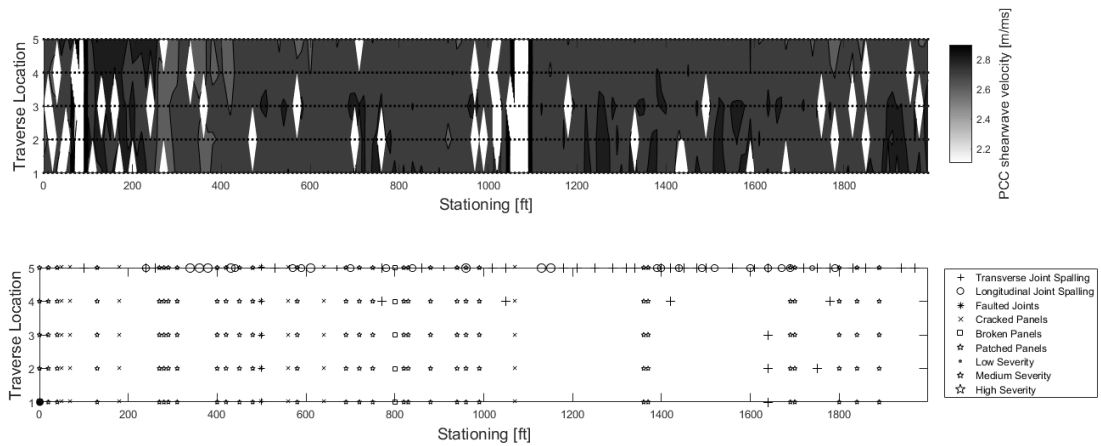 5
4
3
2
1
Traverse Location
0 200 400 600 800 1000 1200 1400 1600 1800
Stationing [ft]
2.8
2.6
2.4
2.2
PCC shearwave velocity [m/ms]
5
4
3
2
1
Traverse Location
0 200 400 600 800 1000 1200 1400 1600 1800
Stationing [ft]
Transverse Joint Spalling
Longitudinal Joint Spalling
Faulted Joints
Cracked Panels
Broken Panels
Patched Panels
Low Severity
Medium Severity
High Severity